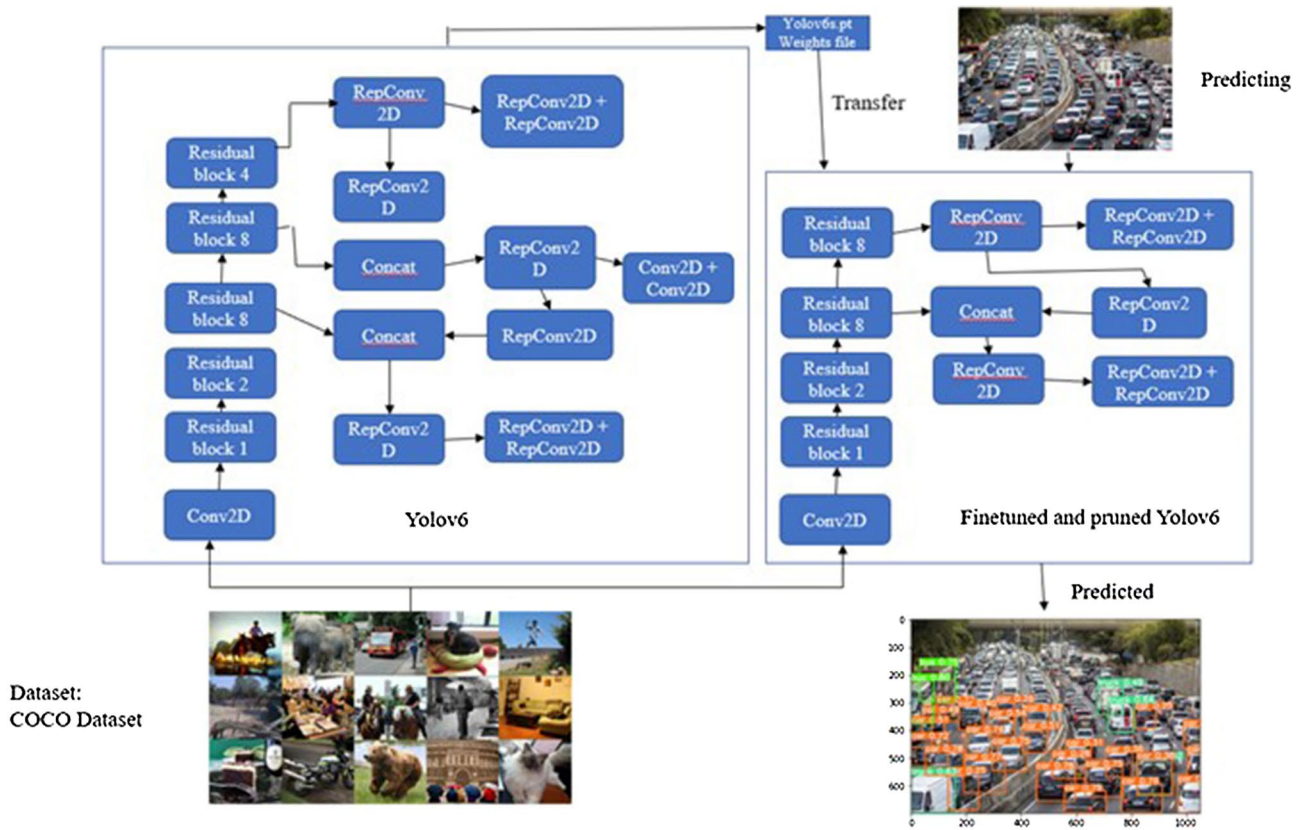 Yolov6s.pt
Weights file
Predicting
Transfer
RepConv
2D
RepConv2D +
RepConv2D
Residual
block 4
RepConv2
D
Residual
block 8
Concat
RepConv2
D
Conv2D +
Conv2D
Residual
block 8
Concat
RepConv2D
Residual
block 2
Residual
block 1
RepConv2
D
RepConv2D +
RepConv2D
Conv2D
Yolov6
Residual
block 8
RepConv
2D
RepConv2D +
RepConv2D
Residual
block 8
Concat
RepConv2
D
Residual
block 2
RepConv
2D
RepConv2D +
RepConv2D
Residual
block 1
Conv2D
Finetuned and pruned Yolov6
Predicted
Dataset:
COCO Dataset
0
100
200
300
400
500
600
0
200
400
600
800
1000